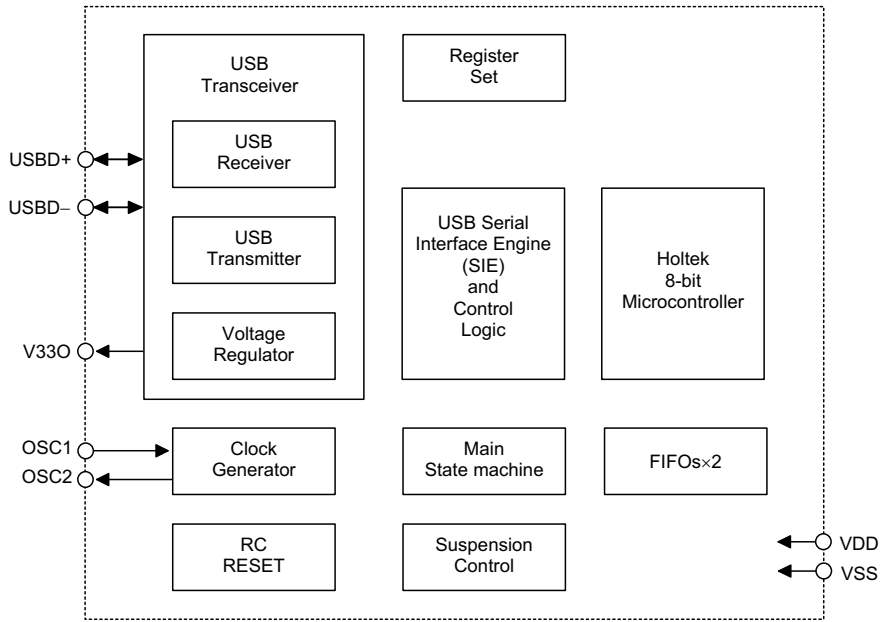 USB
Transceiver
USB
Receiver
USB
Transmitter
Voltage
Regulator
Register
Set
USB Serial
Interface Engine
(SIE)
and
Control
Logic
Holtek
8-bit
Microcontroller
USBD+
USBD−
V33O
OSC1
OSC2
Clock
Generator
Main
State machine
FIFOs×2
RC
RESET
Suspension
Control
VDD
VSS